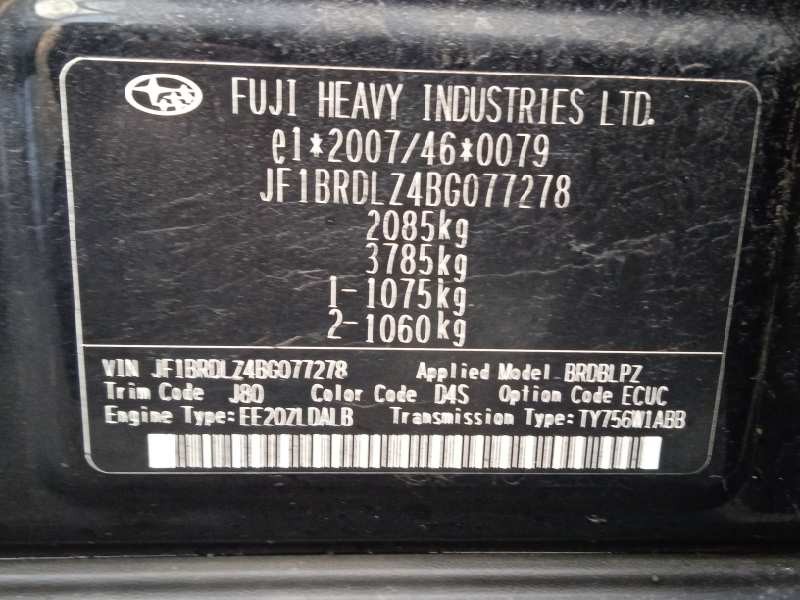 FUJI HEAVY INDUSTRIES LTD.
e1*2007/46*0079
JF1BRDLZ4BG077278
2085kg
3785kg
1-1075kg
2-1060kg
VIN JF1BRDLZ4BG077278 Applied Model BRDBLPZ
Trim Code J80 Color Code D4S Option Code ECUC
Engine Type:EE20ZLDALB Transmission Type:TY756W1ABB